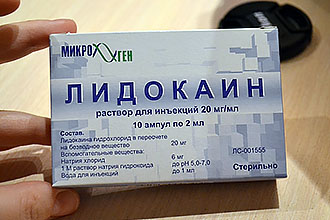 МИКРОГЕН
ЛИДОКАИН
раствор для инъекций 20 мг/мл
10 ампул по 2 мл
Состав:
Лидокаина гидрохлорид в пересчете
на безводное вещество 20 мг
Вспомогательные вещества:
Натрия хлорид 6 мг
1 М раствор натрия гидроксида до pH 5,0-7,0
Вода для инъекций до 1 мл
ЛС-001555
Стерильно